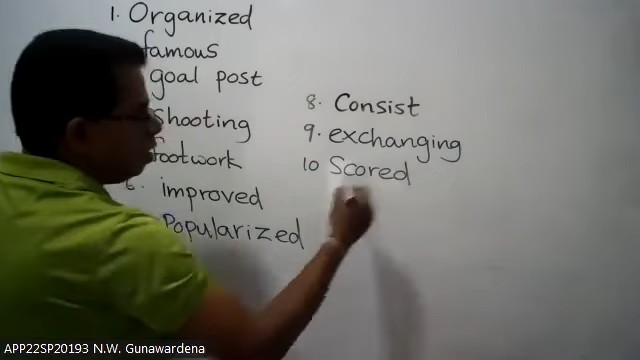 1. Organized
famous
goal post
Shooting
footwork
6. improved
Popularized
8. Consist
9. exchanging
10 Scored
APP22SP20193 N.W. Gunawardena